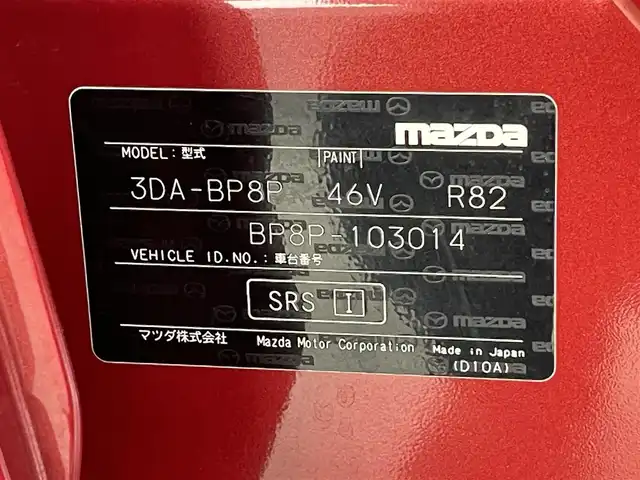 mazda
MODEL: 型式 |PAINT|
3DA-BP8P 46V R82
BP8P-103014
VEHICLE ID.NO.: 車台番号
SRS I
マツダ株式会社 Mazda Motor Corporation Made in Japan
(D10A)